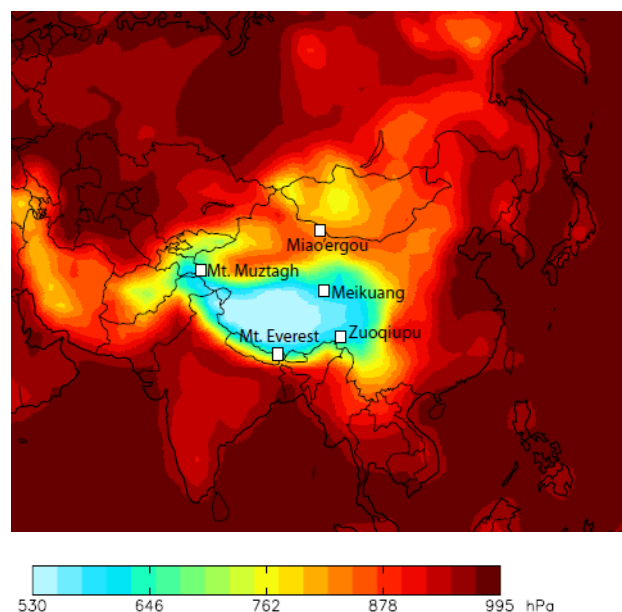 Miao'ergou
Mt. Muztagh
Meikuang
Mt. Everest
Zuoqiupu
530 646 762 878 995 hPa